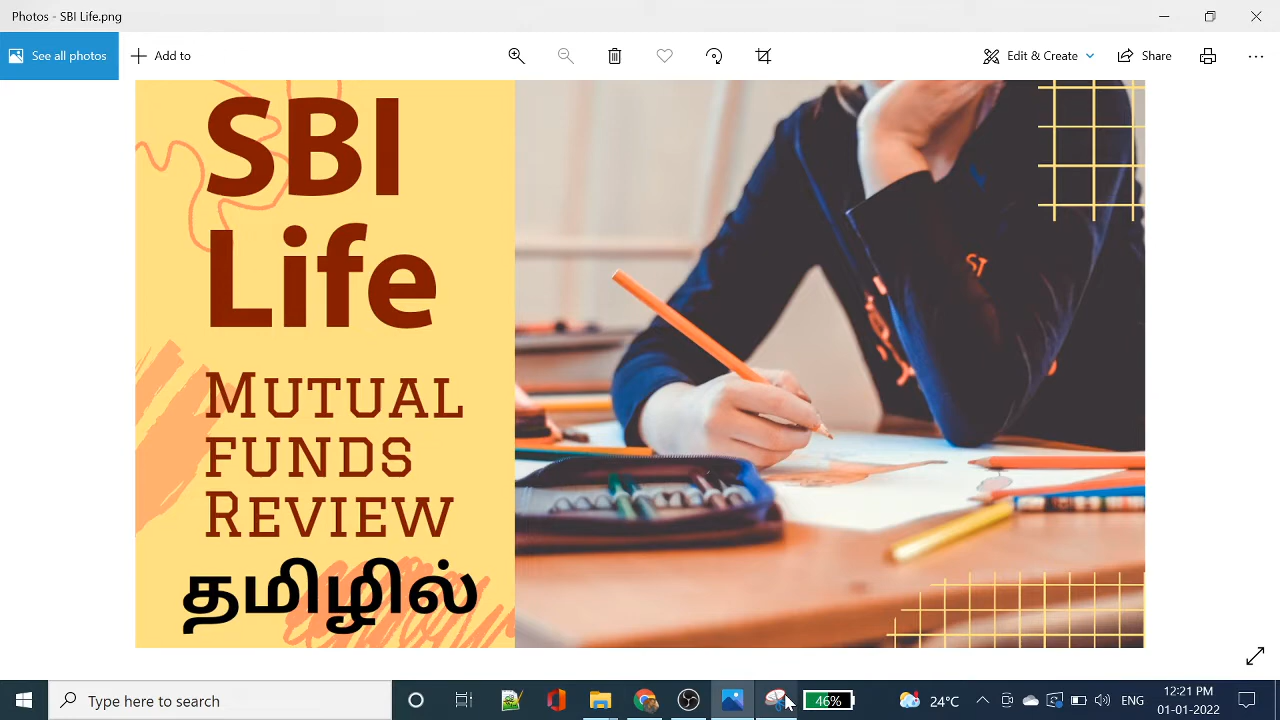 Photos - SBI Life.png
See all photos
Add to
Edit & Create
Share
SBI
Life
MUTUAL
FUNDS
REVIEW
தமிழில்
ST
Type here to search
46%
24°C
ENG
12:21 PM
01-01-2022